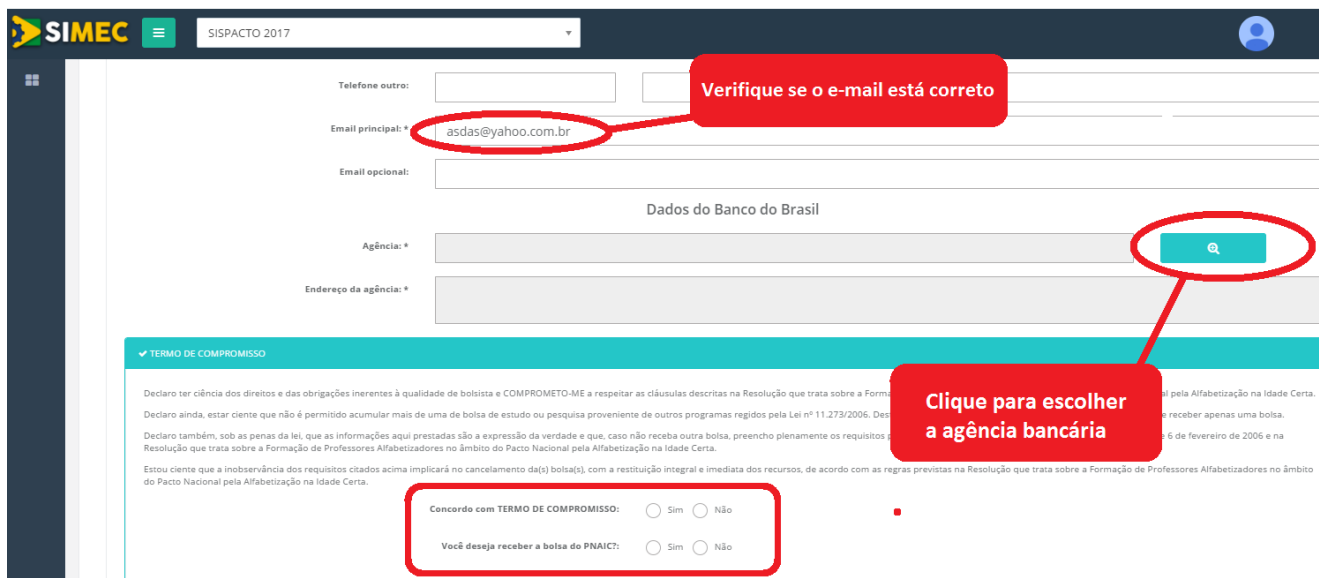 SIMEC
SISPACTO 2017
Telefone outro:
Verifique se o e-mail está correto
Email principal: *
asdas@yahoo.com.br
Email opcional:
Dados do Banco do Brasil
Agência: *
Endereço da agência: *
TERMO DE COMPROMISSO
Declaro ter ciência dos direitos e das obrigações inerentes à qualidade de bolsista e COMPROMETO-ME a respeitar as cláusulas descritas na Resolução que trata sobre a Forma al pela Alfabetização na Idade Certa.
Declaro ainda, estar ciente que não é permitido acumular mais de uma de bolsa de estudo ou pesquisa proveniente de outros programas regidos pela Lei nº 11.273/2006. Dest e receber apenas uma bolsa.
Declaro também, sob as penas da lei, que as informações aqui prestadas são a expressão da verdade e que, caso não receba outra bolsa, preencho plenamente os requisitos e 6 de fevereiro de 2006 e na
Resolução que trata sobre a Formação de Professores Alfabetizadores no âmbito do Pacto Nacional pela Alfabetização na Idade Certa.
Estou ciente que a inobservância dos requisitos citados acima implicará no cancelamento da(s) bolsa(s), com a restituição integral e imediata dos recursos, de acordo com as regras previstas na Resolução que trata sobre a Formação de Professores Alfabetizadores no âmbito
do Pacto Nacional pela Alfabetização na Idade Certa.
Clique para escolher
a agência bancária
Concordo com TERMO DE COMPROMISSO: Sim Não
Você deseja receber a bolsa do PNAIC?: Sim Não